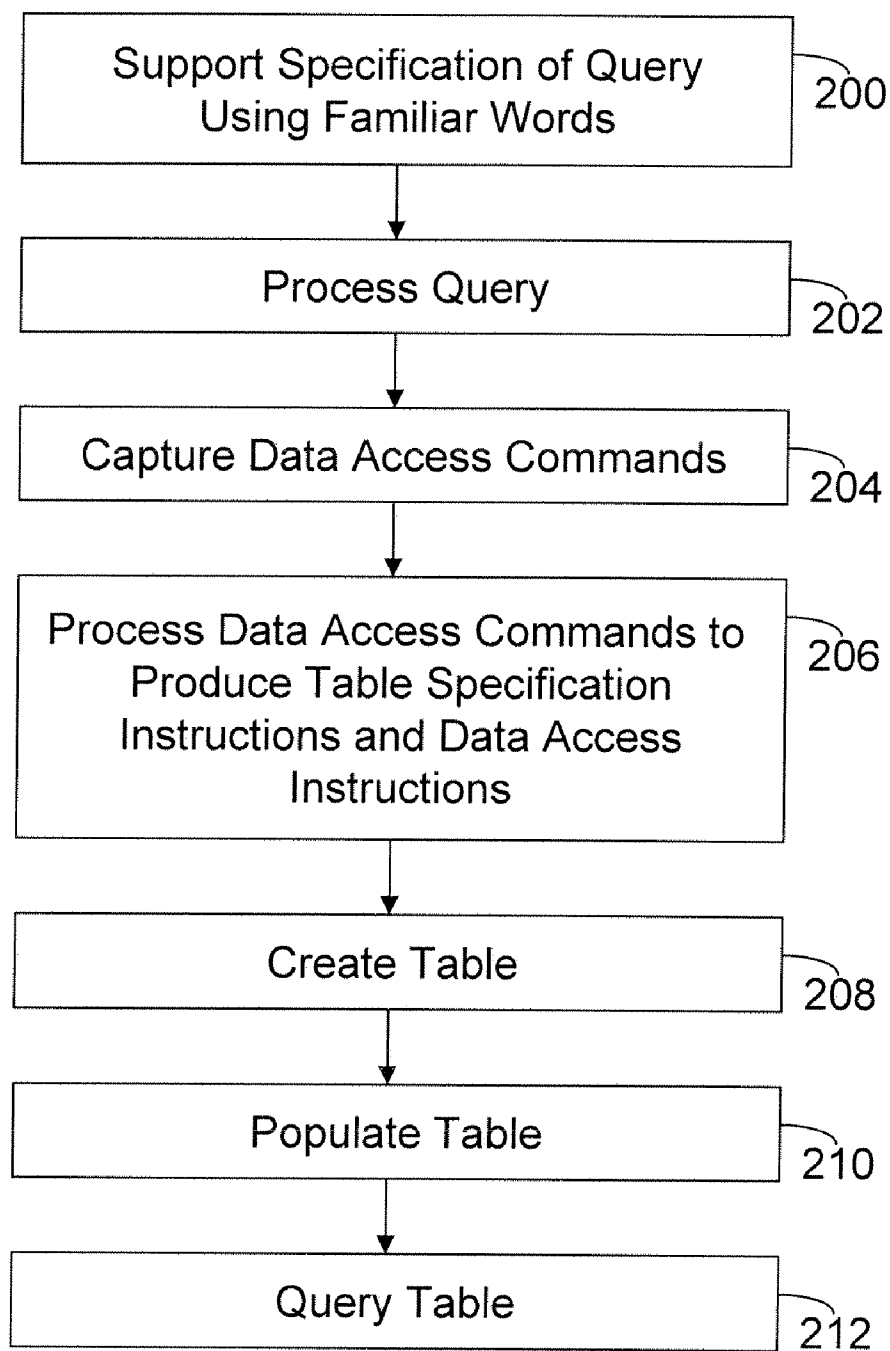 Support Specification of Query
Using Familiar Words
200
Process Query
202
Capture Data Access Commands
204
Process Data Access Commands to
Produce Table Specification
Instructions and Data Access
Instructions
206
Create Table
208
Populate Table
210
Query Table
212